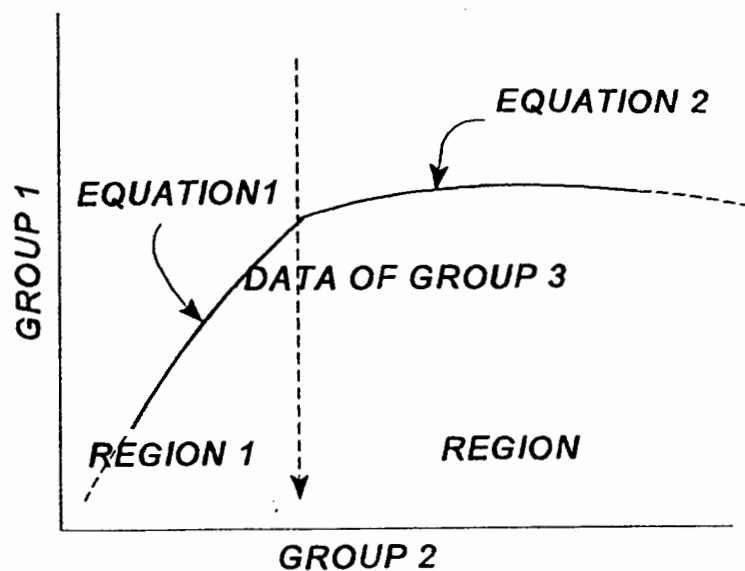 EQUATION 2
EQUATION1
GROUP 1
DATA OF GROUP 3
REGION 1
REGION
GROUP 2